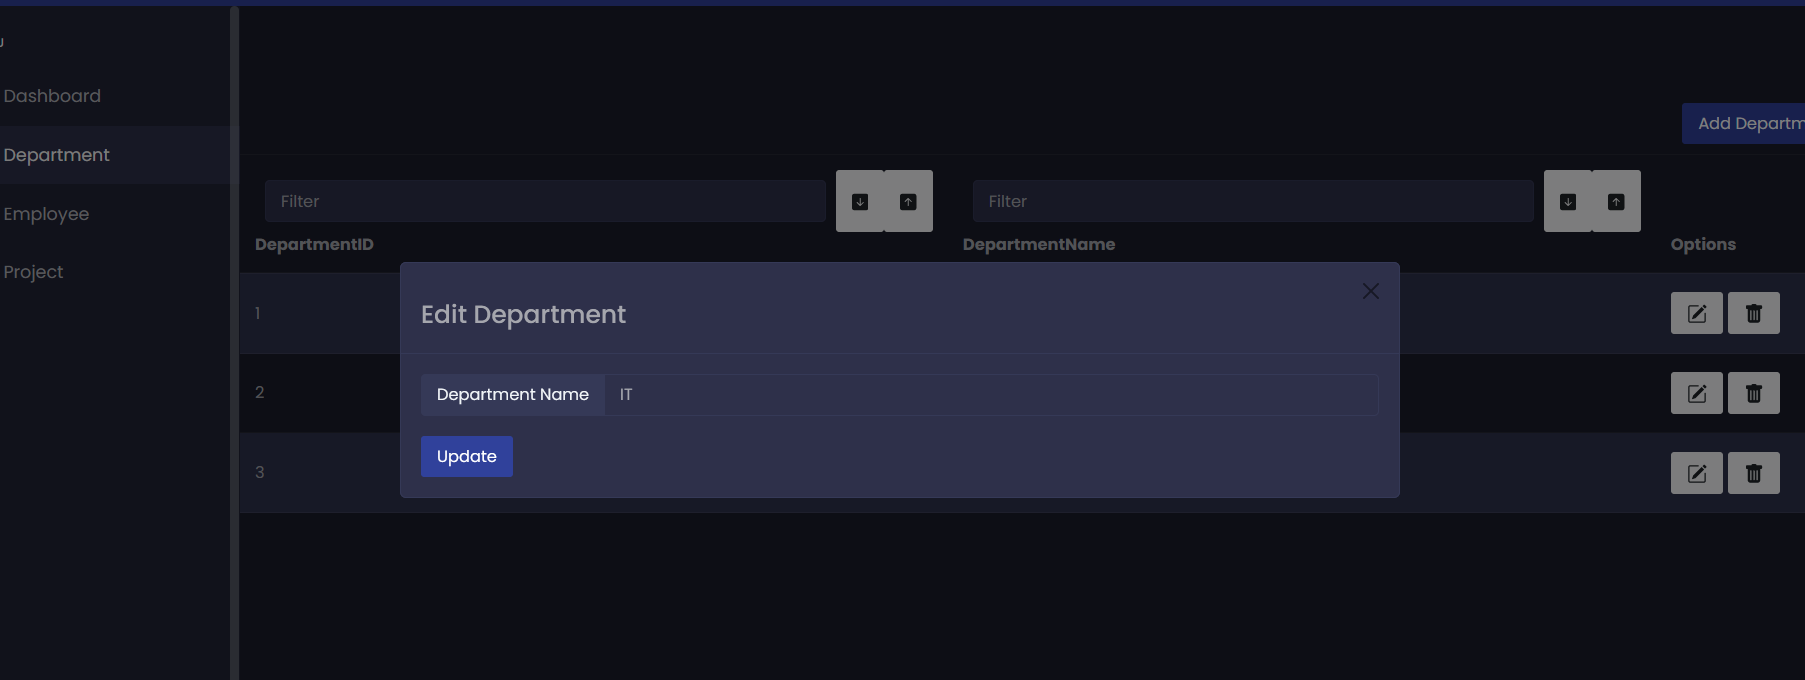 Dashboard
Department
Employee
Project
Add Departm
Filter
Filter
DepartmentID
DepartmentName
Options
1
2
3
Edit Department
Department Name
IT
Update